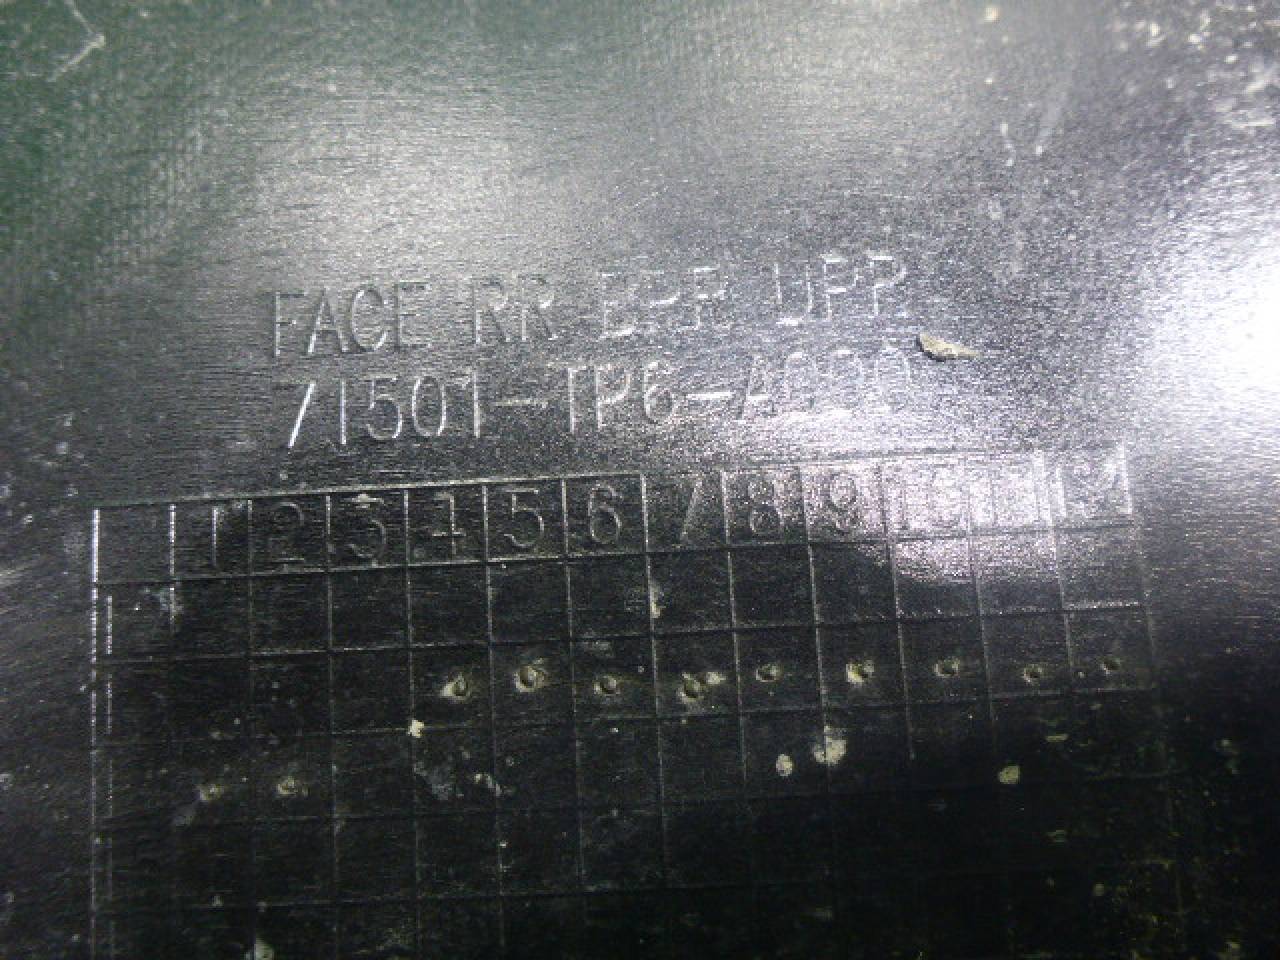 FACE RR BPR UPP.
71501-TP6-A000
1 2 3 4 5 6 7 8 9 10 11 12